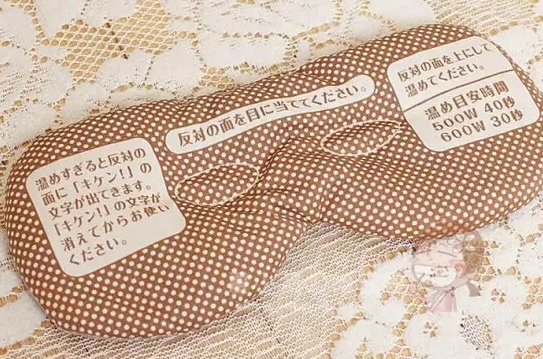 反対の面を目に当ててください。
反対の面を上にして
温めてください。
温め目安時間
500W 40秒
600W 30秒
温めすぎると反対の
面に「キケン!」の
文字が出てきます。
「キケン!」の文字が
消えてからお使い
ください。